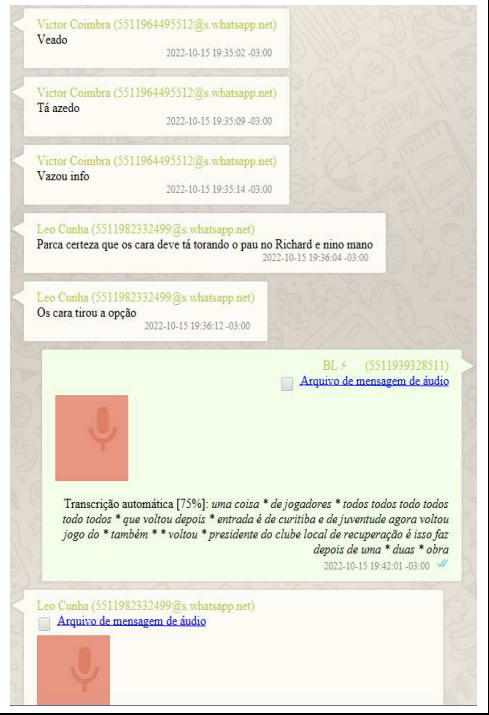 Victor Coimbra (5511964495512@s.whatsapp.net)
Veado
2022-10-15 19:35:02 -03:00
Victor Coimbra (5511964495512@s.whatsapp.net)
Tá azedo
2022-10-15 19:35:09 -03:00
Victor Coimbra (5511964495512@s.whatsapp.net)
Vazou info
2022-10-15 19:35:14 -03:00
Leo Cunha (5511982332499@s.whatsapp.net)
Parca certeza que os cara deve tá torando o pau no Richard e nino mano
2022-10-15 19:36:04 -03:00
Leo Cunha (5511982332499@s.whatsapp.net)
Os cara tirou a opção
2022-10-15 19:36:12 -03:00
BL⚡ (5511939328511)
Arquivo de mensagem de áudio
Transcrição automática [75%]: uma coisa * de jogadores * todos todos todo todos
todo todos * que voltou depois * entrada é de curitiba e de juventude agora voltou
jogo do * também * * voltou * presidente do clube local de recuperação é isso faz
depois de uma * duas * obra
2022-10-15 19:42:01 -03:00
Leo Cunha (5511982332499@s.whatsapp.net)
Arquivo de mensagem de áudio